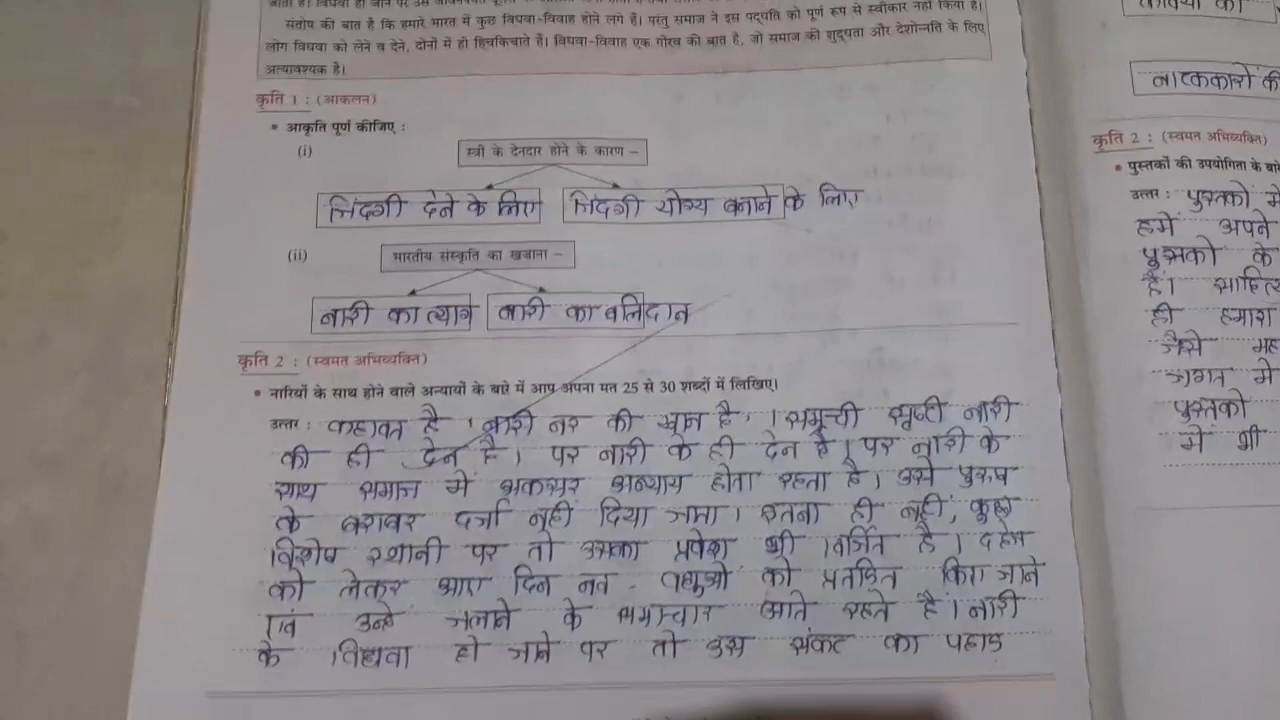 संतोष की बात है कि हमारे भारत में कुछ विधवा-विवाह होने लगे हैं। परंतु समाज ने इस पद्धति को पूर्ण रूप से स्वीकार नहीं किया है।
लोग विधवा को लेने व देने, दोनों में ही हिचकिचाते हैं। विधवा-विवाह एक गौरव की बात है, जो समाज की शुद्धता और देशोन्नति के लिए
अत्यावश्यक है।
कृति 1 : (आकलन)
• आकृति पूर्ण कीजिए :
(i)
स्त्री के देनदार होने के कारण –
जिंदगी देने के लिए
जिंदगी योग्य बनाने के लिए
(ii)
भारतीय संस्कृति का खजाना –
नारी का त्याग
नारी का बलिदान
कृति 2 : (स्वमत अभिव्यक्ति)
• नारियों के साथ होने वाले अन्यायों के बारे में आप अपना मत 25 से 30 शब्दों में लिखिए।
उत्तर : कहावत है 'नारी नर की खान है'। समूची सृष्टी नारी
की ही देन है। पर नारी के ही देन है। पर नारी के
साथ समाज में अकसर अन्याय होता रहता है। उसे पुरूष
के बराबर दर्जा नही दिया जाता। इतना ही नहीं, कुछ
विशेष स्थानों पर तो उसका प्रवेश भी वर्जित है। दहेज
को लेकर आए दिन नव - वधुओं को प्रताड़ित किए जाने
एवं उन्हे जलाने के समाचार आते रहते है। नारी
के विधवा हो जाने पर तो उस संकट का पहाड
नाटककारों की
कृति 2 : (स्वमत अभिव्यक्ति)
• पुस्तकों की उपयोगिता के बारे
उत्तर : पुस्तको से
हमें अपने
पुस्तको के
है। साहित्य
ही हमारा
जैसे मह
जगत मे
पुस्तको
में भी